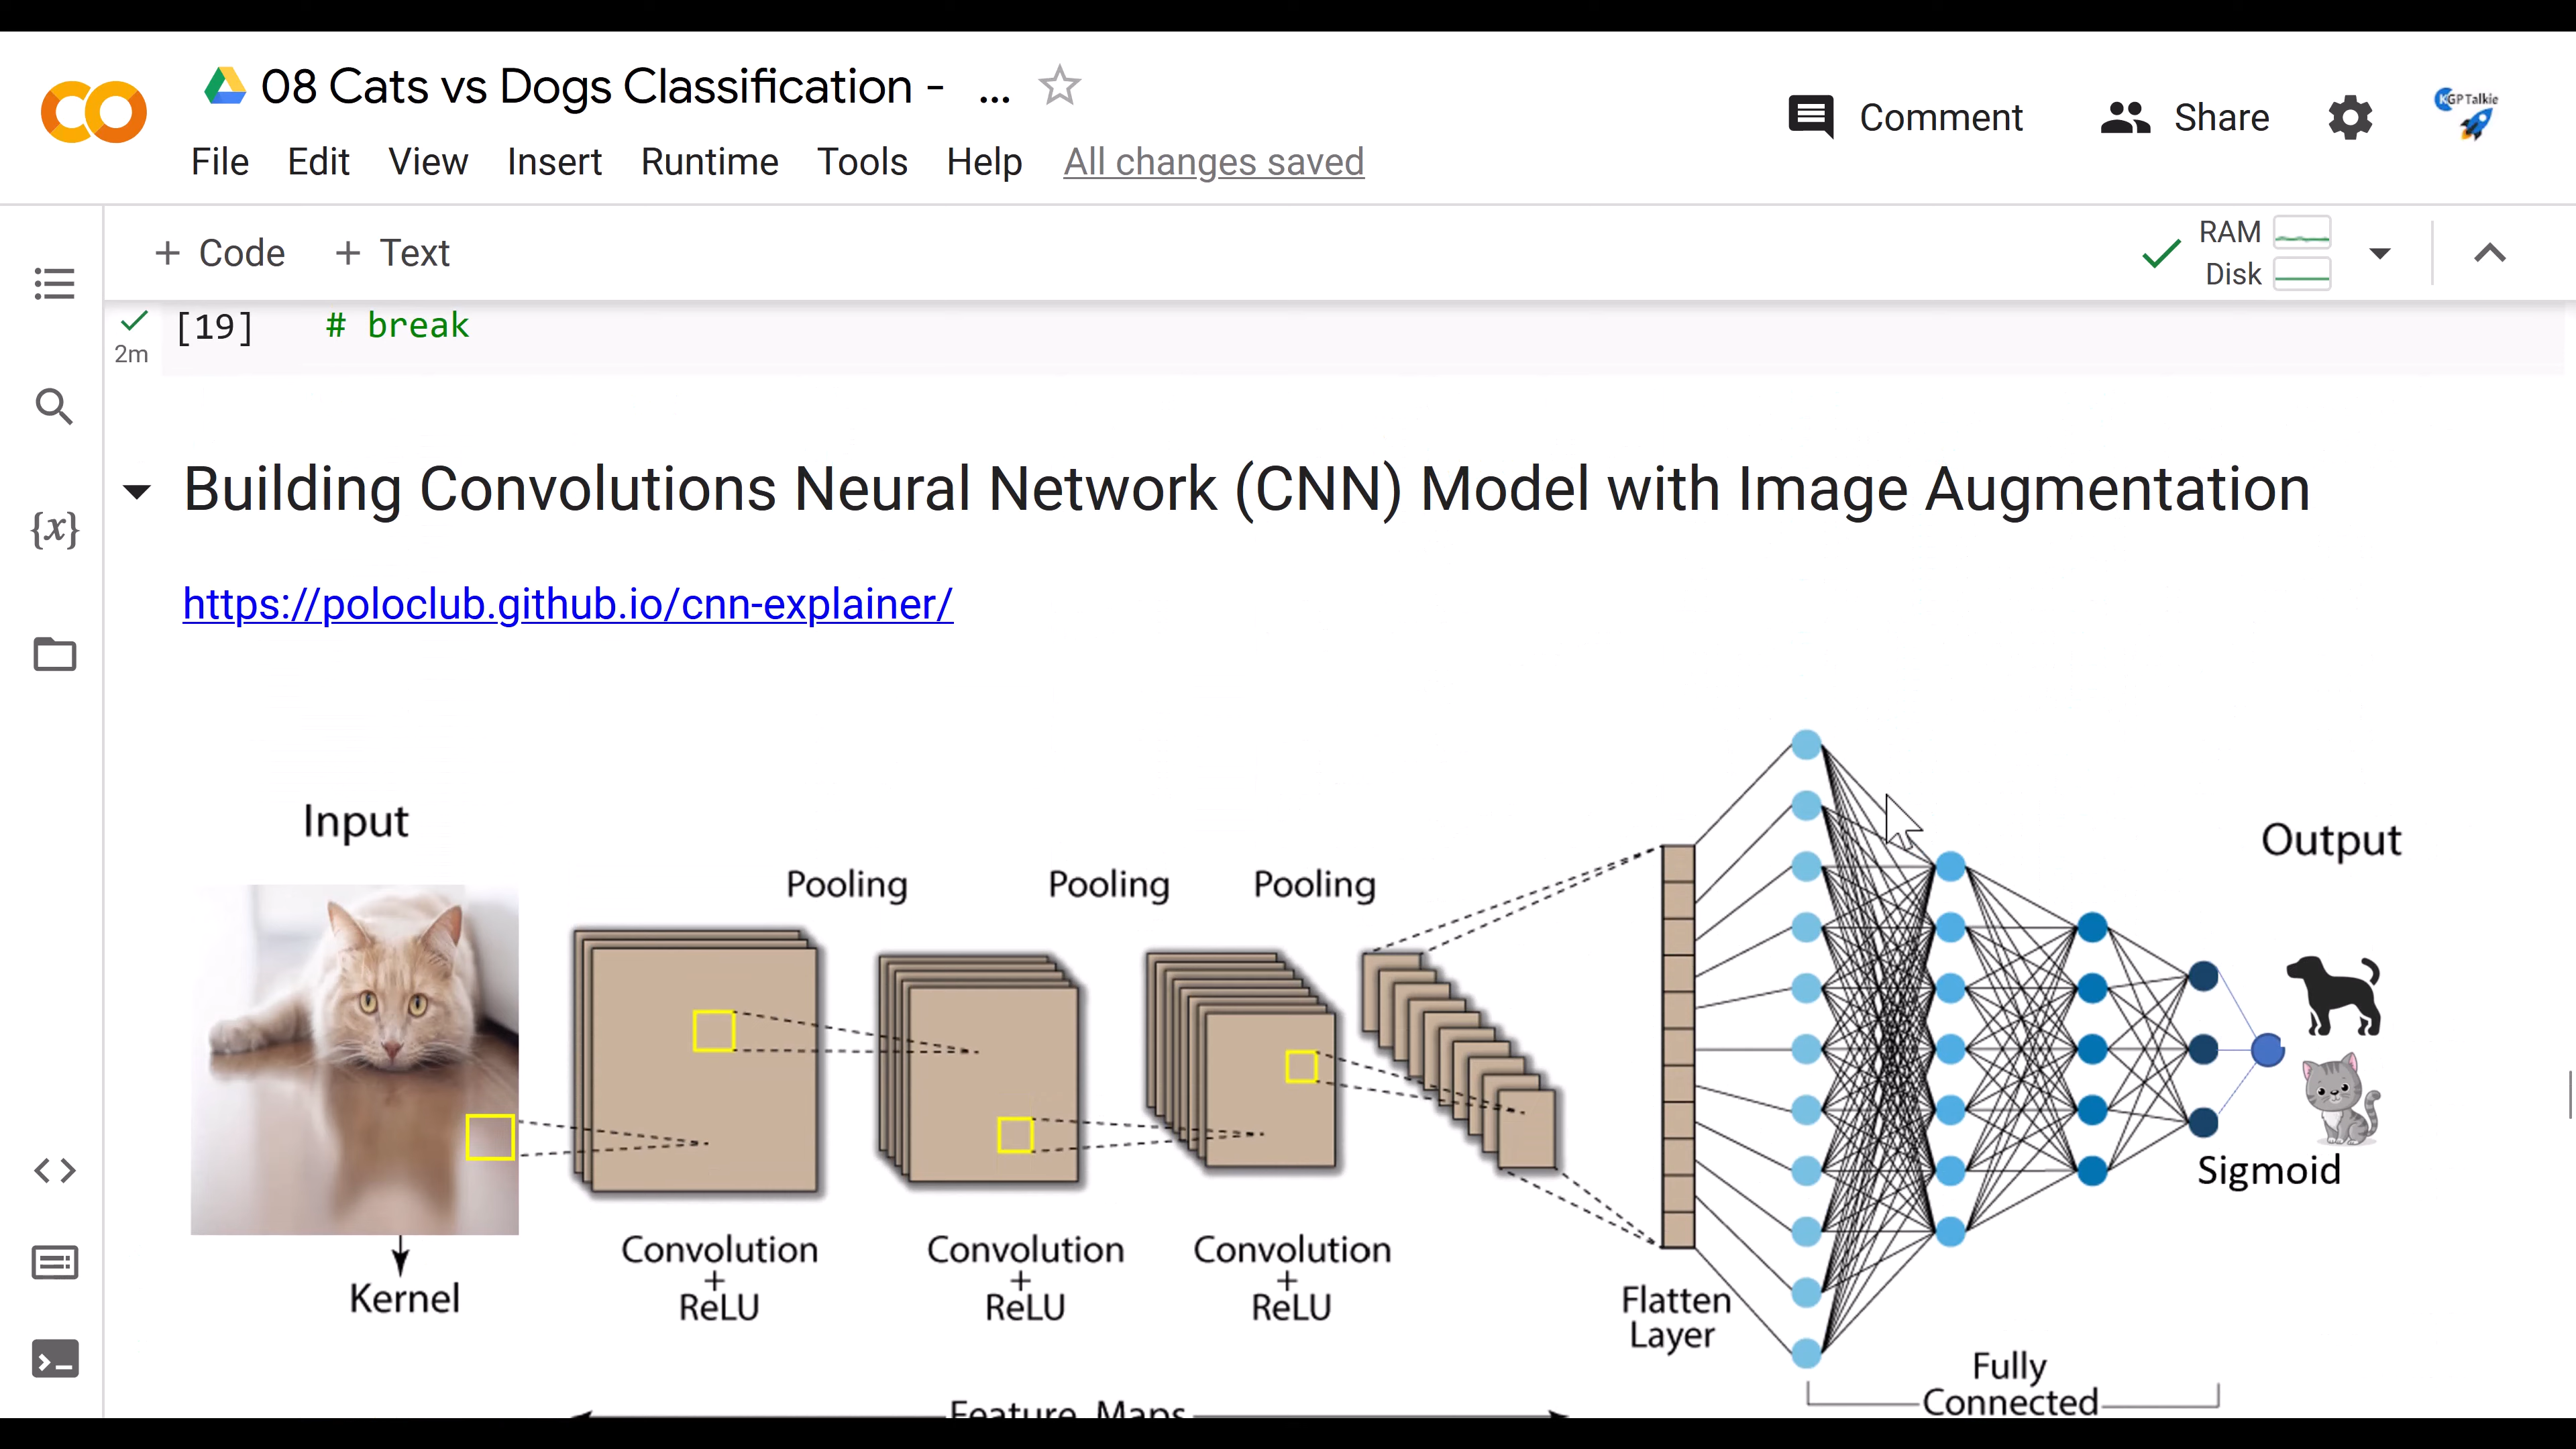 08 Cats vs Dogs Classification - ...
Comment
Share
KGP Talkie
File Edit View Insert Runtime Tools Help All changes saved
+ Code + Text
RAM
Disk
[19] # break
2m
Building Convolutions Neural Network (CNN) Model with Image Augmentation
{x}
https://poloclub.github.io/cnn-explainer/
Input
Output
Pooling Pooling Pooling
Sigmoid
Convolution
+
ReLU
Convolution
+
ReLU
Convolution
+
ReLU
Kernel
Flatten
Layer
Fully
Connected
Feature Maps